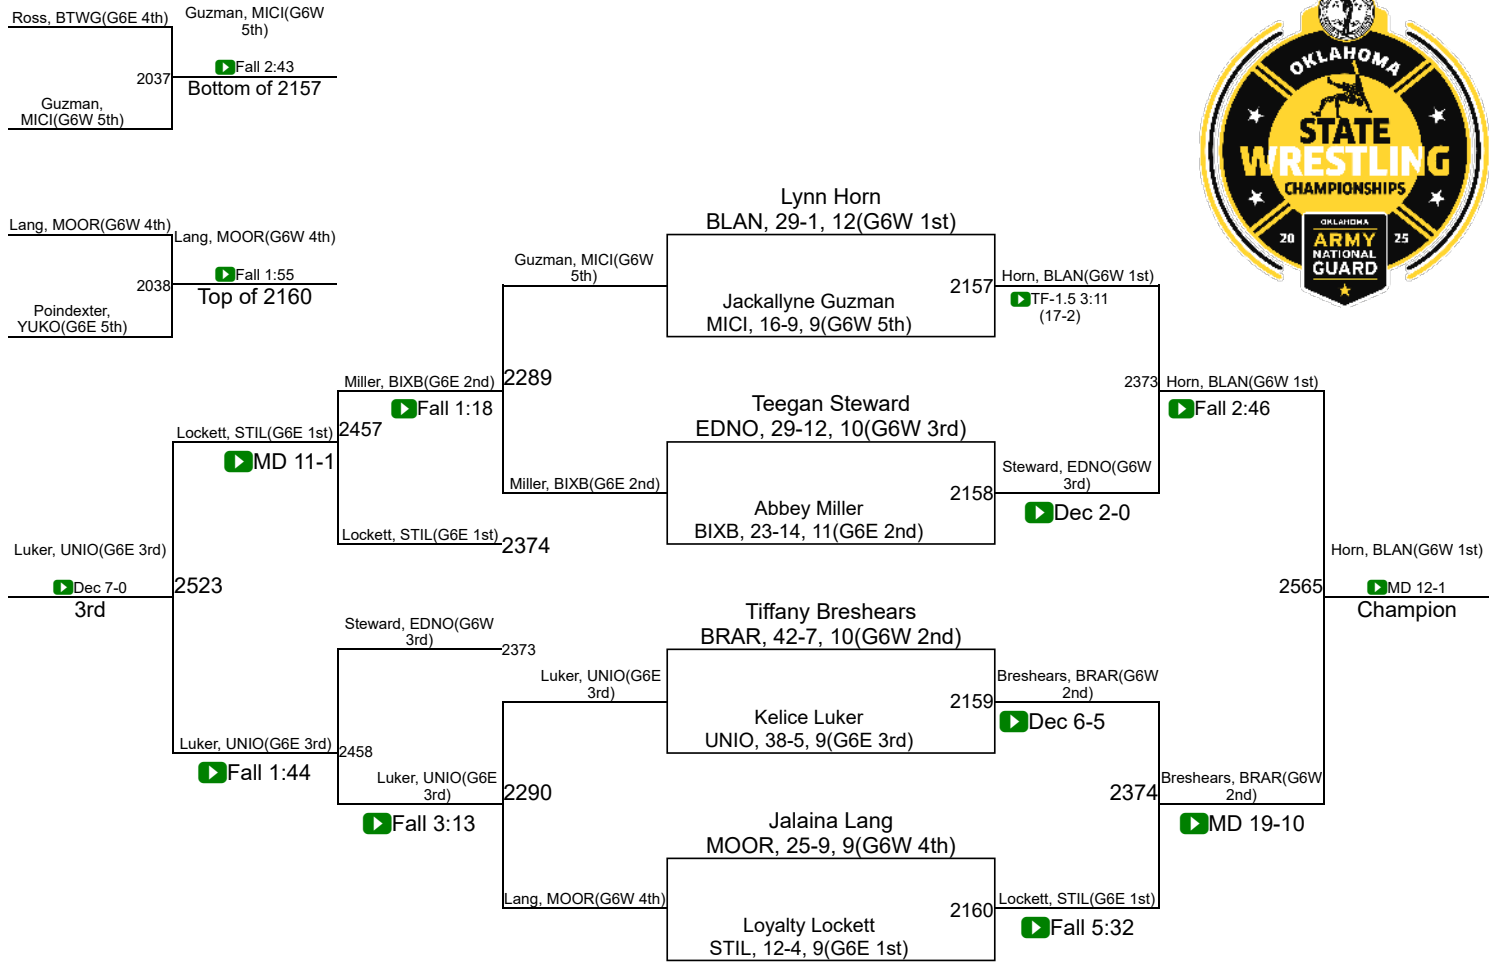 Ross, BTWG(G6E 4th)
Guzman, MICI(G6W
5th)
2037
Fall 2:43
Bottom of 2157
Guzman,
MICI(G6W 5th)
Lang, MOOR(G6W 4th)
Lang, MOOR(G6W 4th)
2038
Fall 1:55
Top of 2160
Poindexter,
YUKO(G6E 5th)
OKLAHOMA
STATE
WRESTLING
CHAMPIONSHIPS
OKLAHOMA
20
ARMY
25
NATIONAL
GUARD
Lynn Horn
BLAN, 29-1, 12(G6W 1st)
2157
Jackallyne Guzman
MICI, 16-9, 9(G6W 5th)
Guzman, MICI(G6W
5th)
Horn, BLAN(G6W 1st)
TF-1.5 3:11
(17-2)
Miller, BIXB(G6E 2nd)
2289
Fall 1:18
Teegan Steward
EDNO, 29-12, 10(G6W 3rd)
2158
Abbey Miller
BIXB, 23-14, 11(G6E 2nd)
Miller, BIXB(G6E 2nd)
Steward, EDNO(G6W
3rd)
Dec 2-0
2373
Horn, BLAN(G6W 1st)
Fall 2:46
Lockett, STIL(G6E 1st)
2457
MD 11-1
Lockett, STIL(G6E 1st)
2374
Luker, UNIO(G6E 3rd)
2523
Dec 7-0
3rd
Horn, BLAN(G6W 1st)
2565
MD 12-1
Champion
Steward, EDNO(G6W
3rd)
2373
Tiffany Breshears
BRAR, 42-7, 10(G6W 2nd)
2159
Kelice Luker
UNIO, 38-5, 9(G6E 3rd)
Luker, UNIO(G6E
3rd)
Breshears, BRAR(G6W
2nd)
Dec 6-5
Luker, UNIO(G6E 3rd)
2458
Fall 1:44
Luker, UNIO(G6E
3rd)
2290
Fall 3:13
2374
Breshears, BRAR(G6W
2nd)
MD 19-10
Jalaina Lang
MOOR, 25-9, 9(G6W 4th)
2160
Loyalty Lockett
STIL, 12-4, 9(G6E 1st)
Lang, MOOR(G6W 4th)
Lockett, STIL(G6E 1st)
Fall 5:32